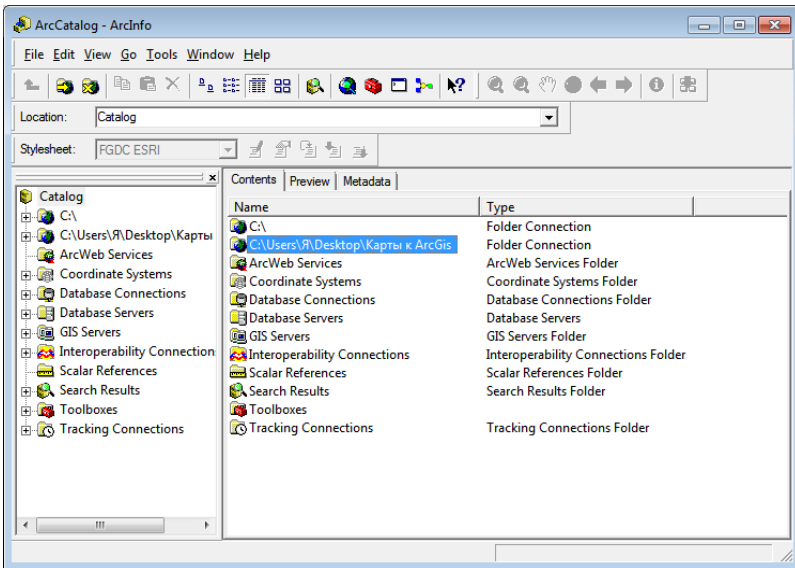 ArcCatalog - ArcInfo
File Edit View Go Tools Window Help
Location: Catalog
Stylesheet: FGDC ESRI
Contents Preview Metadata
Catalog
C:\
C:\Users\Я\Desktop\Карты
ArcWeb Services
Coordinate Systems
Database Connections
Database Servers
GIS Servers
Interoperability Connection
Scalar References
Search Results
Toolboxes
Tracking Connections
Name Type
C:\ Folder Connection
C:\Users\Я\Desktop\Карты к ArcGis Folder Connection
ArcWeb Services ArcWeb Services Folder
Coordinate Systems Coordinate Systems Folder
Database Connections Database Connections Folder
Database Servers Database Servers
GIS Servers GIS Servers Folder
Interoperability Connections Interoperability Connections Folder
Scalar References Scalar References Folder
Search Results Search Results Folder
Toolboxes
Tracking Connections Tracking Connections Folder